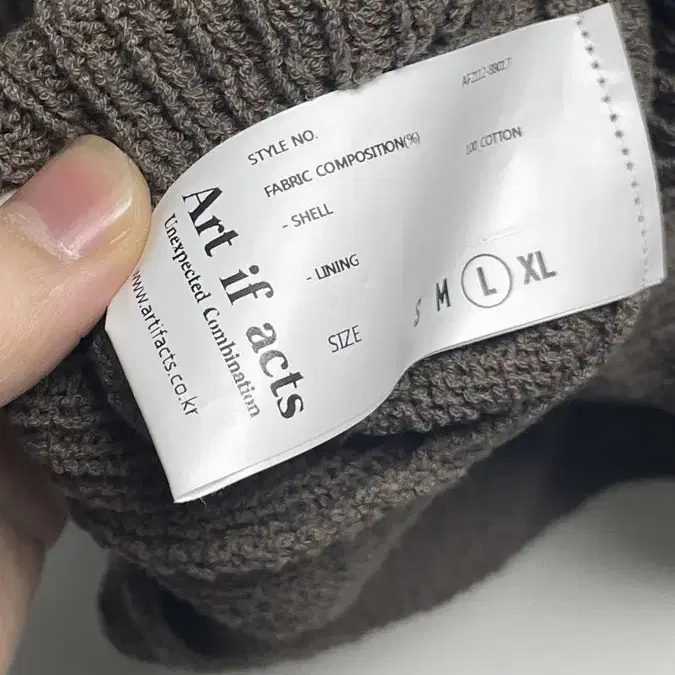 STYLE NO.
FABRIC COMPOSITION(%)
- SHELL
100 COTTON
- LINING
SIZE
S M L XL
Art if acts
Unexpected Combination
www.artifacts.co.kr